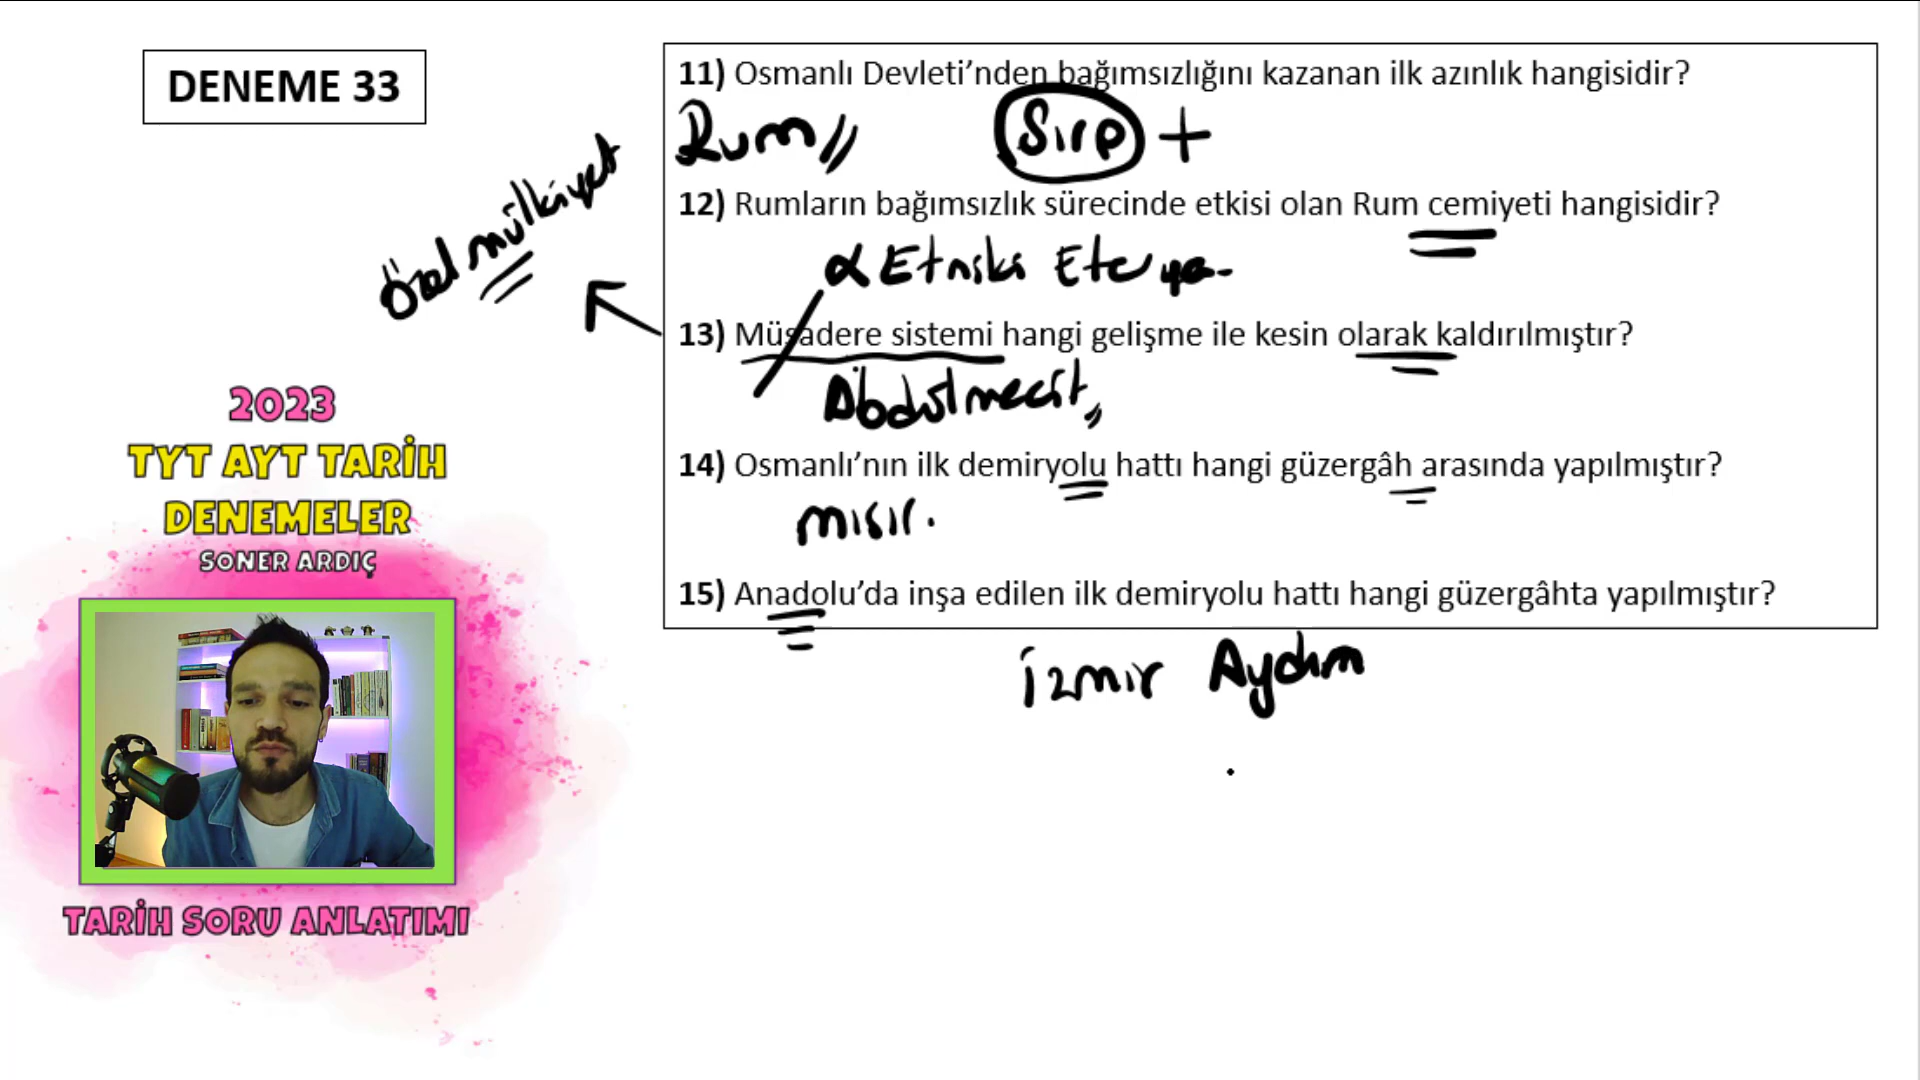 DENEME 33
11) Osmanlı Devleti’nden bağımsızlığını kazanan ilk azınlık hangisidir?
Rum Sırp +
12) Rumların bağımsızlık sürecinde etkisi olan Rum cemiyeti hangisidir?
Etniki Eterya
13) Müsadere sistemi hangi gelişme ile kesin olarak kaldırılmıştır?
özel mülkiyet
Abdülmecit
14) Osmanlı’nın ilk demiryolu hattı hangi güzergâh arasında yapılmıştır?
mısır.
15) Anadolu’da inşa edilen ilk demiryolu hattı hangi güzergâhta yapılmıştır?
izmir Aydın
2023
TYT AYT TARİH
DENEMELER
SONER ARDIÇ
TARİH SORU ANLATIMI